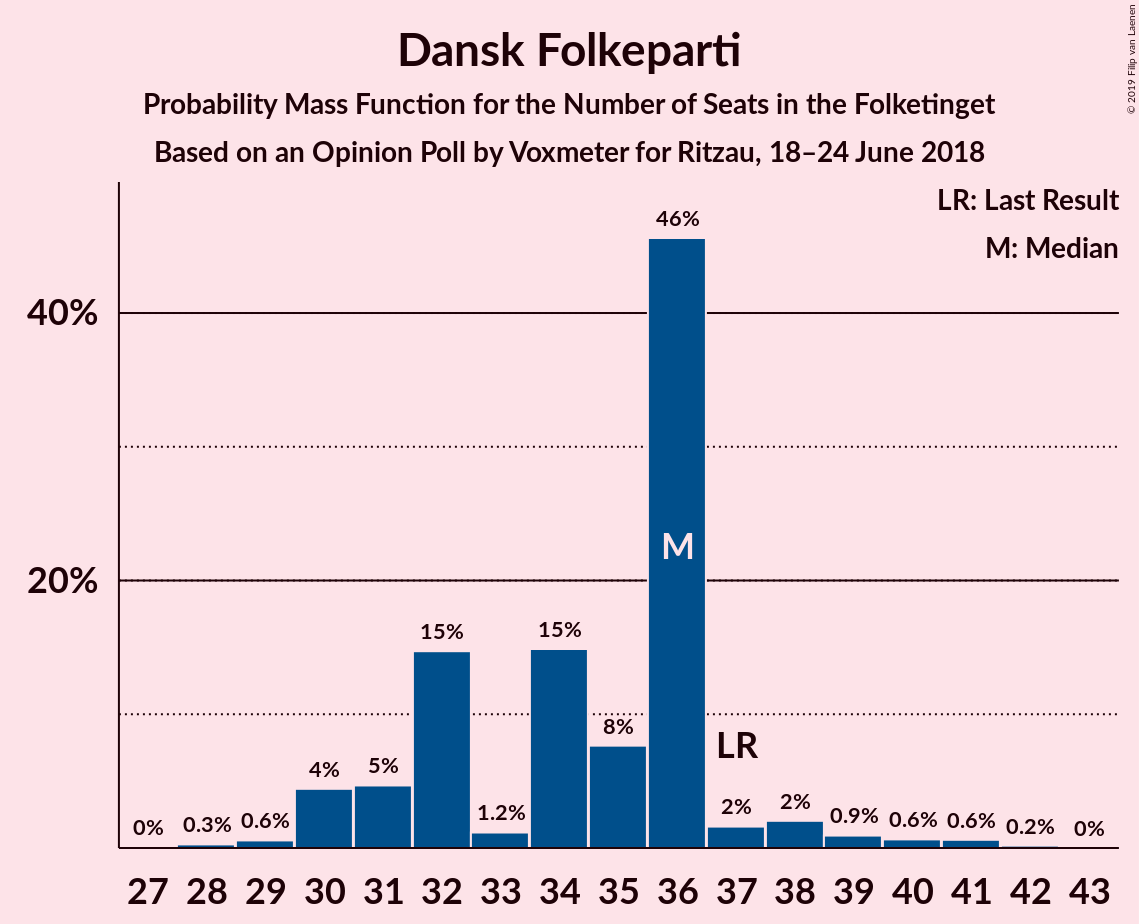 Dansk Folkeparti
Probability Mass Function for the Number of Seats in the Folketinget
Based on an Opinion Poll by Voxmeter for Ritzau, 18–24 June 2018
© 2019 Filip van Laenen
LR: Last Result
M: Median
46%
40%
M
20%
15%
15%
8%
LR
4%
5%
2%
2%
0%
0.3%
0.6%
1.2%
0.9%
0.6%
0.6%
0.2%
0%
27 28 29 30 31 32 33 34 35 36 37 38 39 40 41 42 43